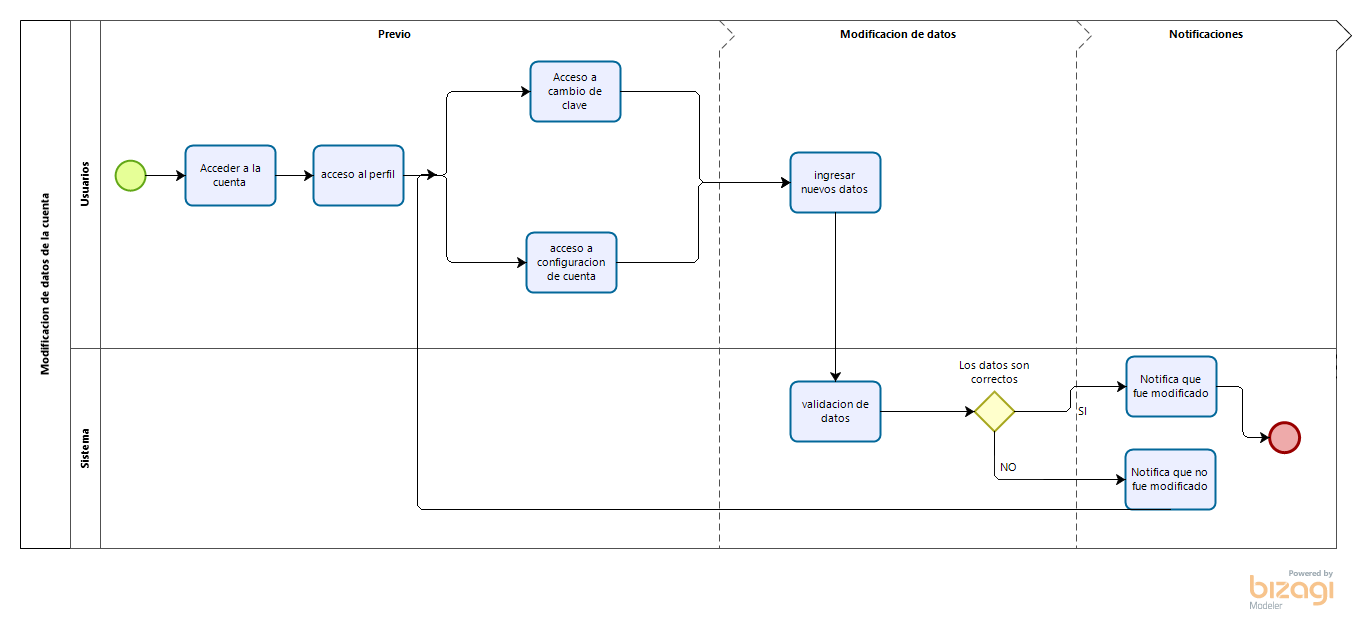 Previo
Modificacion de datos
Notificaciones
Modificacion de datos de la cuenta
Usuarios
Acceso a
cambio de
clave
Acceder a la
cuenta
acceso al perfil
ingresar
nuevos datos
acceso a
configuracion
de cuenta
Sistema
Los datos son
correctos
validacion de
datos
SI
Notifica que
fue modificado
NO
Notifica que no
fue modificado
Powered by
bizagi
Modeler